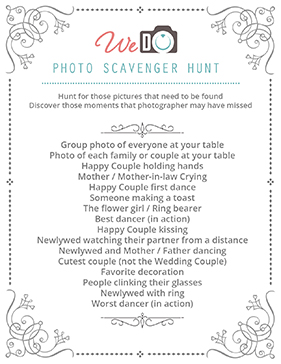 We DO
PHOTO SCAVENGER HUNT
Hunt for those pictures that need to be found
Discover those moments that photographer may have missed
Group photo of everyone at your table
Photo of each family or couple at your table
Happy Couple holding hands
Mother / Mother-in-law Crying
Happy Couple first dance
Someone making a toast
The flower girl / Ring bearer
Best dancer (in action)
Happy Couple kissing
Newlywed watching their partner from a distance
Newlywed and Mother / Father dancing
Cutest couple (not the Wedding Couple)
Favorite decoration
People clinking their glasses
Newlywed with ring
Worst dancer (in action)